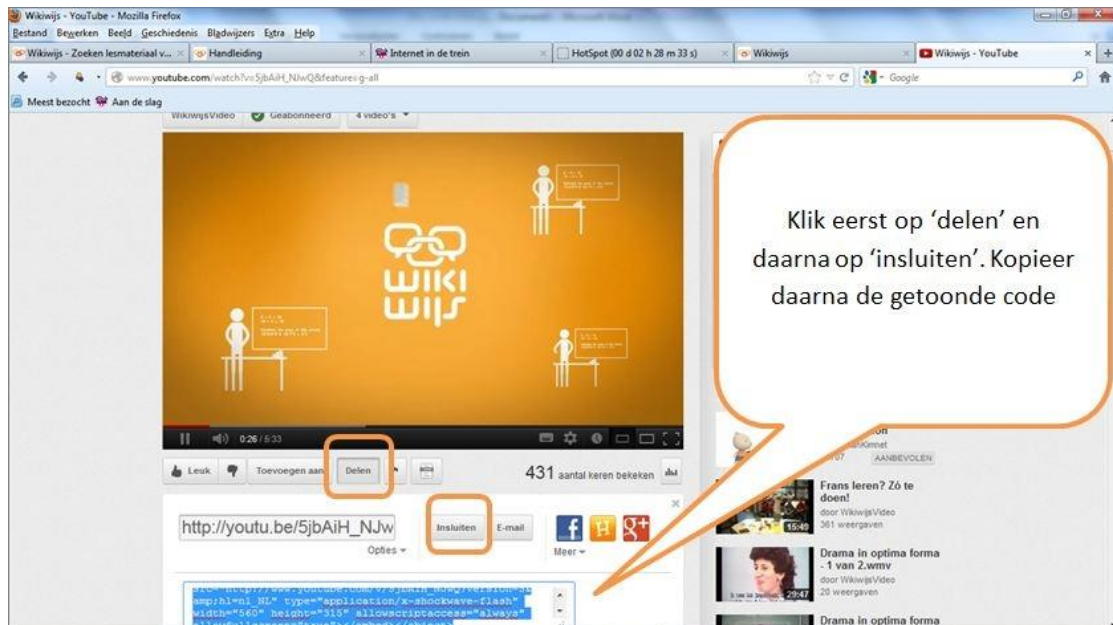 Wikiwijs - YouTube - Mozilla Firefox
Bestand Bewerken Beeld Geschiedenis Bladwijzers Extra Help
Wikiwijs - Zoeken lesmateriaal v...
Handleiding
Internet in de trein
HotSpot (00 d 02 h 28 m 33 s)
Wikiwijs
Wikiwijs - YouTube
www.youtube.com/watch?v=5jbAiH_NJwQ&feature=g-all
Google
Meest bezocht Aan de slag
WikiwijsVideo Geabonneerd 4 video's
WIKI
WIJS
Klik eerst op ‘delen’ en
daarna op ‘insluiten’. Kopieer
daarna de getoonde code
0:26 / 5:33
Leuk Toevoegen aan Delen
431 aantal keren bekeken
AANBEVOLEN
http://youtu.be/5jbAiH_NJw
Insluiten E-mail
Opties
Meer
15:49
Frans leren? Zó te
doen!
door WikiwijsVideo
361 weergaven
29:47
Drama in optima forma
- 1 van 2.wmv
door WikiwijsVideo
20 weergaven
Drama in optima forma
amp;hl=nl_NL" type="application/x-shockwave-flash"
width="560" height="315" allowscriptaccess="always"